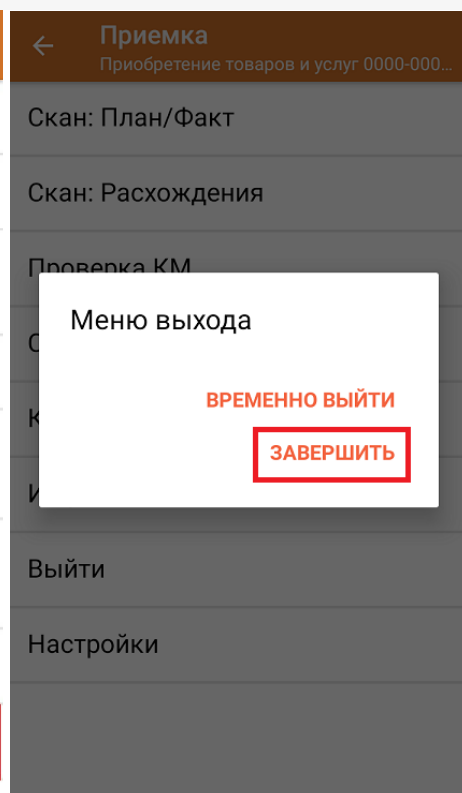 Приемка
Приобретение товаров и услуг 0000-000...
Скан: План/Факт
Скан: Расхождения
Проверка КМ
Меню выхода
ВРЕМЕННО ВЫЙТИ
ЗАВЕРШИТЬ
Выйти
Настройки